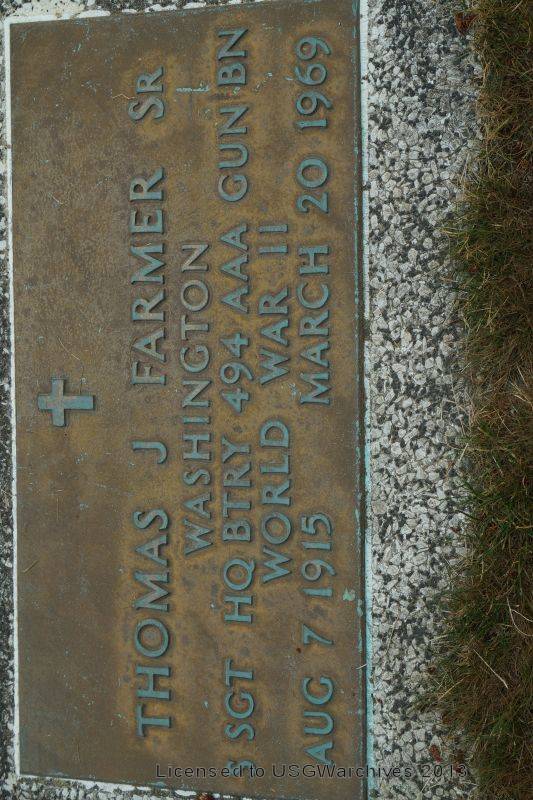 THOMAS J FARMER SR
WASHINGTON
S SGT HQ BTRY 494 AAA GUN BN
WORLD WAR II
AUG 7 1915 MARCH 20 1969
Licensed to USGWarchives 2013